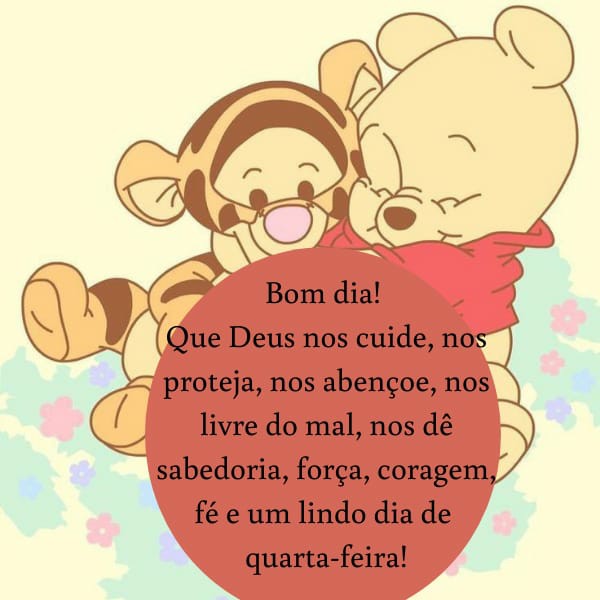 Bom dia!
Que Deus nos cuide, nos
proteja, nos abençoe, nos
livre do mal, nos dê
sabedoria, força, coragem,
fé e um lindo dia de
quarta-feira!